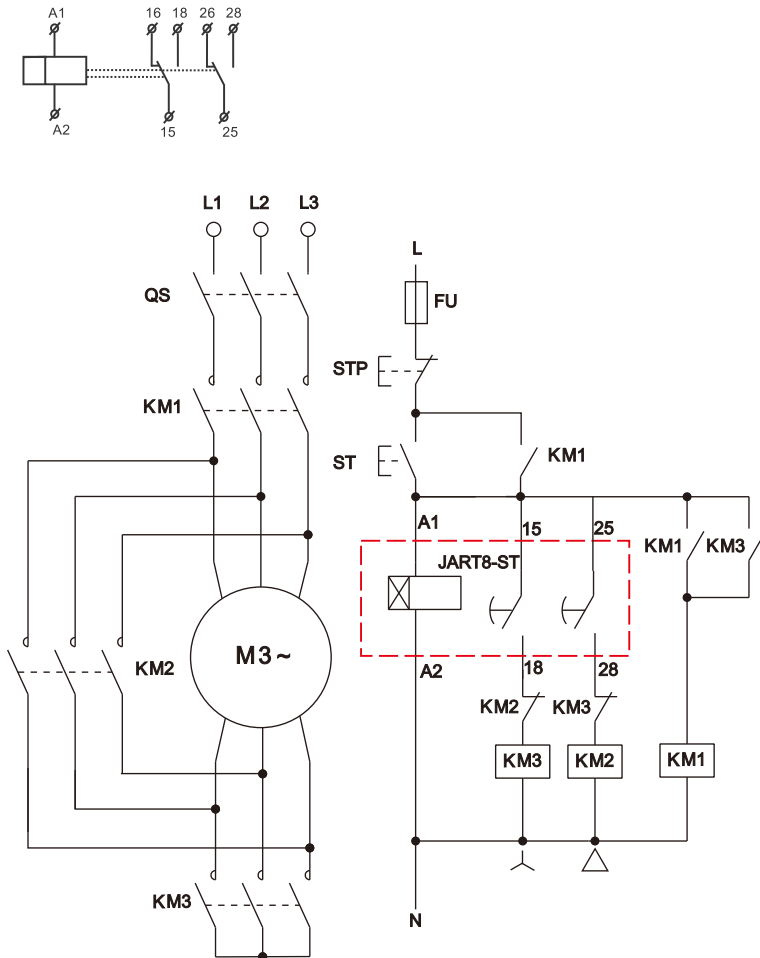 A1 16 18 26 28
A2 15 25
L1 L2 L3
L
QS
FU
STP
KM1
ST
KM1
A1 15 25
KM1 KM3
JART8-ST
M3~
KM2
A2 18 28
KM2 KM3
KM3 KM2 KM1
KM3
N